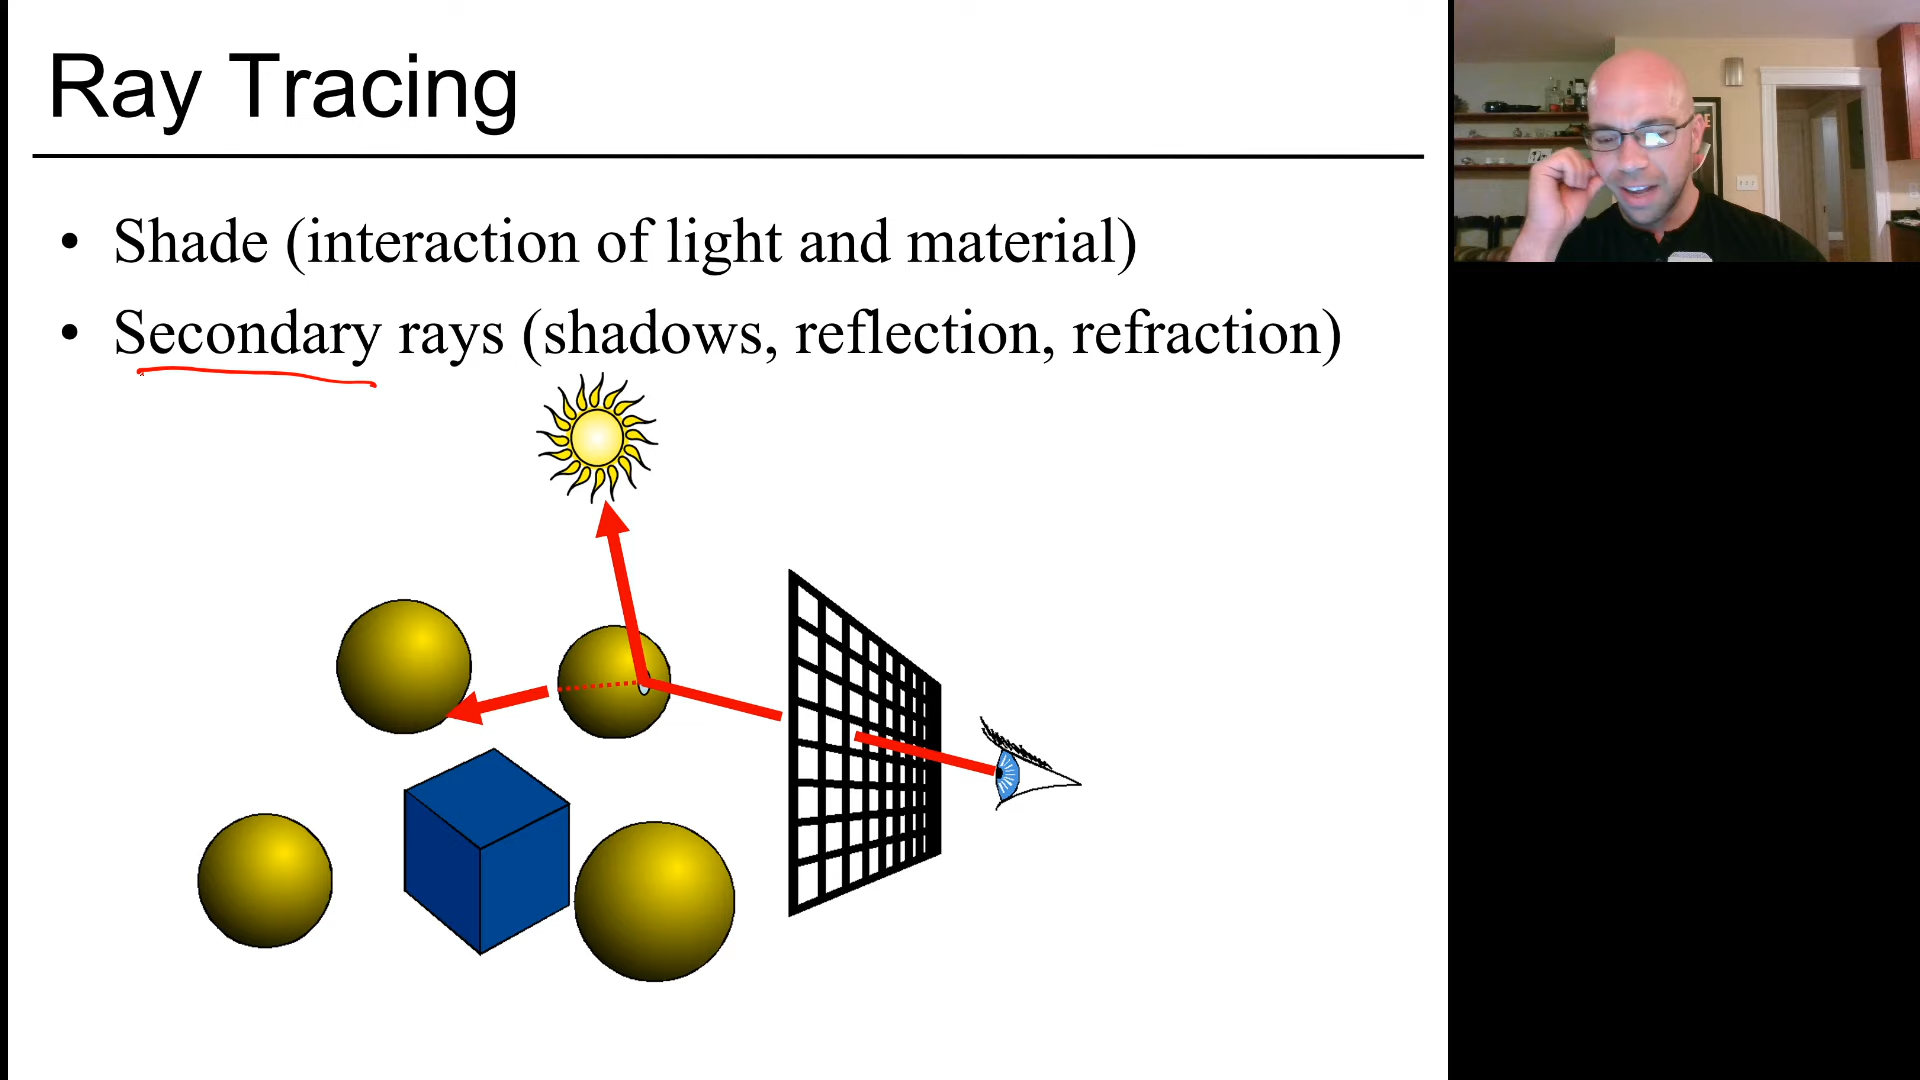 Ray Tracing
• Shade (interaction of light and material)
• Secondary rays (shadows, reflection, refraction)